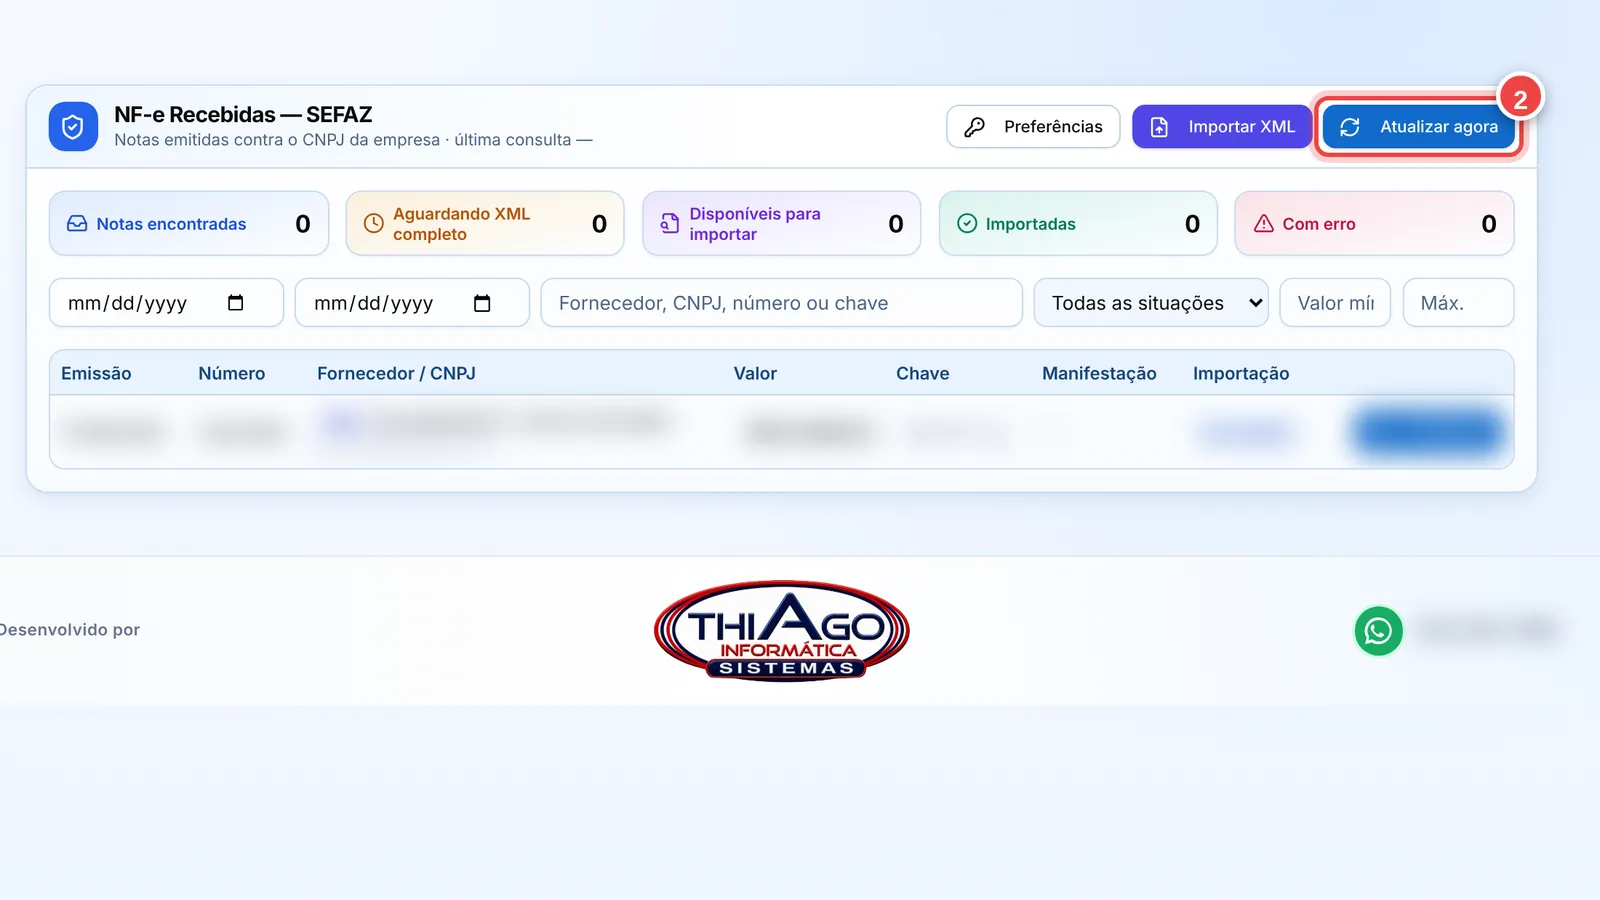 NF-e Recebidas — SEFAZ
Notas emitidas contra o CNPJ da empresa · última consulta —
Preferências
Importar XML
Atualizar agora
2
Notas encontradas
0
Aguardando XML
completo
0
Disponíveis para
importar
0
Importadas
0
Com erro
0
mm/dd/yyyy
mm/dd/yyyy
Fornecedor, CNPJ, número ou chave
Todas as situações
Valor
Máx.
Emissão
Número
Fornecedor / CNPJ
Valor
Chave
Manifestação
Importação
Desenvolvido por
THIAGO
INFORMÁTICA
SISTEMAS